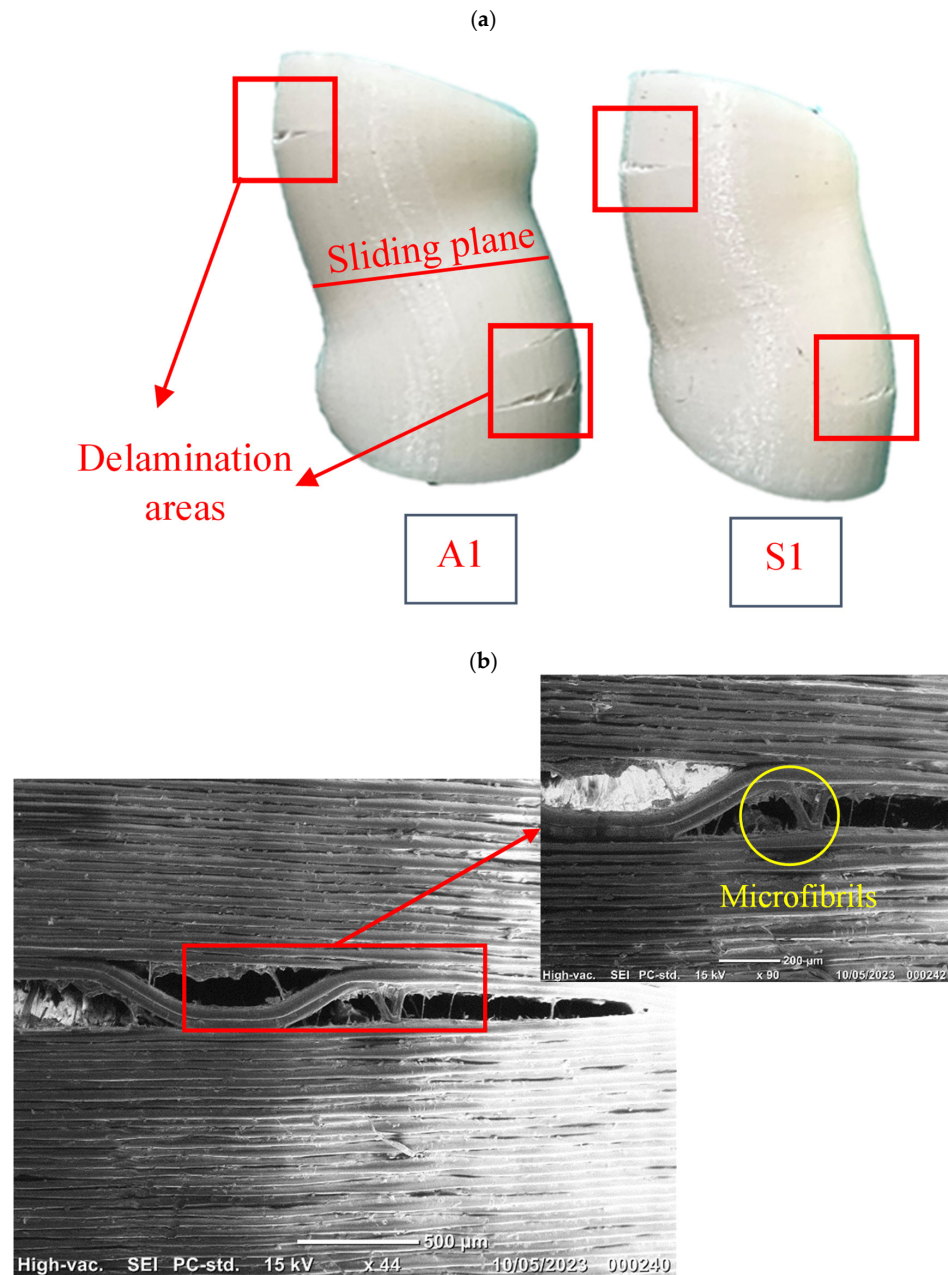 (a)
Sliding plane
Delamination
areas
A1
S1
(b)
Microfibrils
200 µm
High-vac. SEI PC-std. 15 kV x 90 10/05/2023 000242
500 µm
High-vac. SEI PC-std. 15 kV x 44 10/05/2023 000240